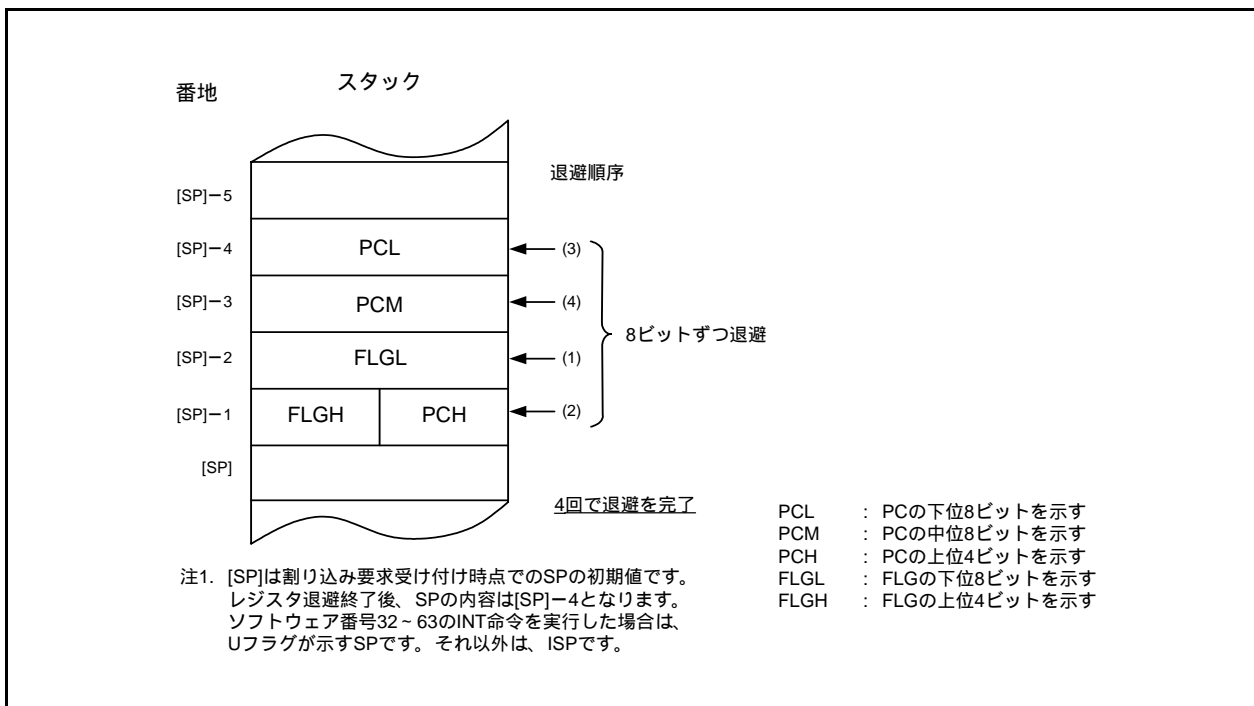 番地
スタック
退避順序
[SP]－5
[SP]－4
PCL
(3)
[SP]－3
PCM
(4)
8ビットずつ退避
[SP]－2
FLGL
(1)
[SP]－1
FLGH
PCH
(2)
[SP]
4回で退避を完了
PCL : PCの下位8ビットを示す
PCM : PCの中位8ビットを示す
PCH : PCの上位4ビットを示す
FLGL : FLGの下位8ビットを示す
FLGH : FLGの上位4ビットを示す
注1. [SP]は割り込み要求受け付け時点でのSPの初期値です。
レジスタ退避終了後、SPの内容は[SP]－4となります。
ソフトウェア番号32～63のINT命令を実行した場合は、
Uフラグが示すSPです。それ以外は、ISPです。